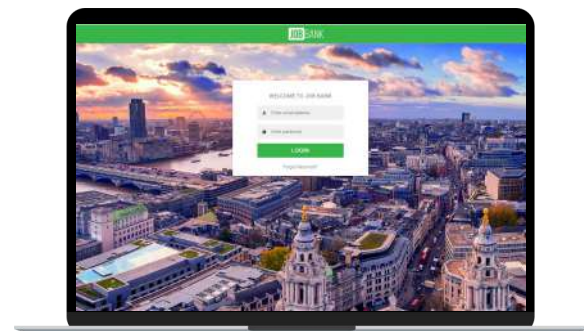 JOB BANK
WELCOME TO JOB BANK
Enter email address
Enter password
LOGIN
Forgot Password?